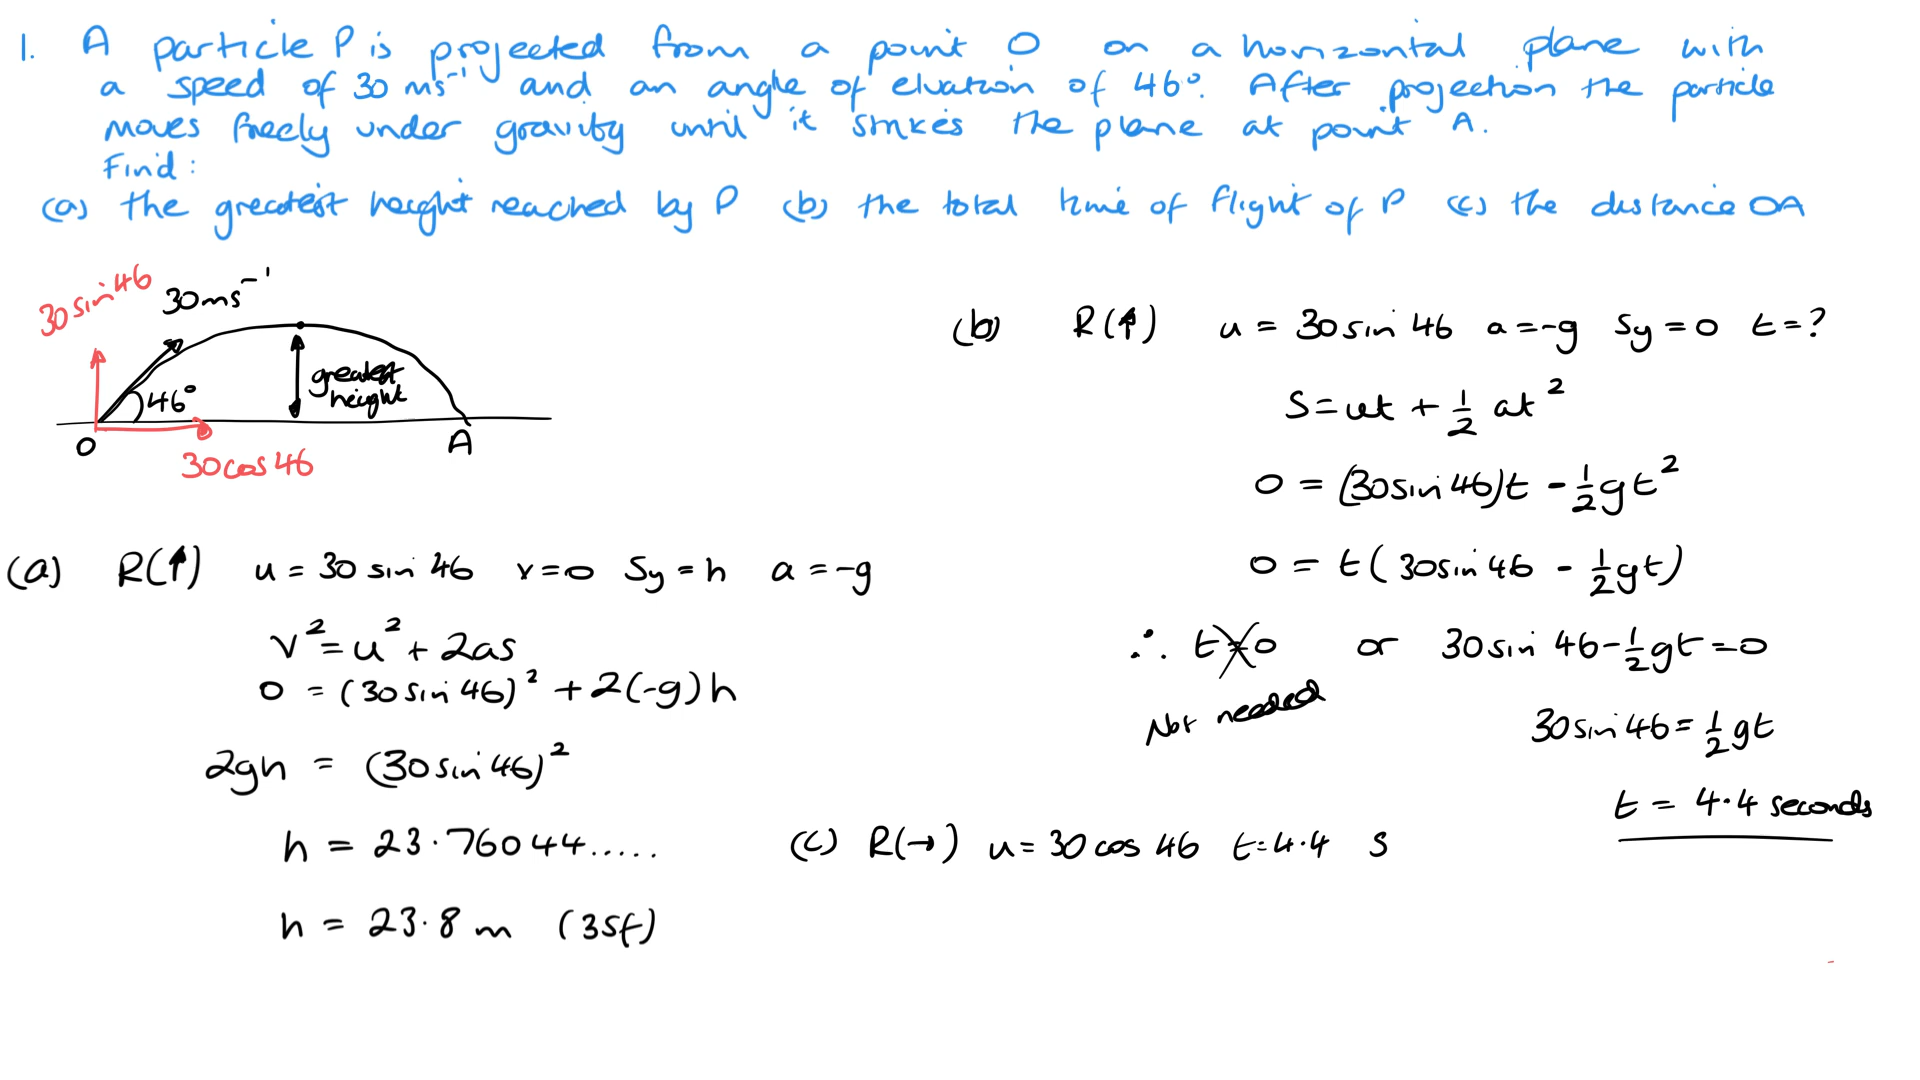 1. A particle P is projected from a point O on a horizontal plane with
a speed of 30 ms⁻¹ and an angle of elvation of 46°. After projection the particle
moves freely under gravity until it strikes the plane at point A.
Find:
(a) the greatest height reached by P (b) the total time of flight of P (c) the distance OA
30 sin 46
30ms⁻¹
greatest
height
46°
O
A
30 cos 46
(a) R(↑) u = 30 sin 46 v = 0 Sy = h a = -g
v² = u² + 2as
0 = (30 sin 46)² + 2(-g)h
2gh = (30 sin 46)²
h = 23.76044.....
h = 23.8 m (3sf)
(b) R(↑) u = 30 sin 46 a = -g Sy = 0 t = ?
S = ut + ½ at²
0 = (30 sin 46)t - ½gt²
0 = t(30 sin 46 - ½gt)
∴ t = 0 or 30 sin 46 - ½gt = 0
Not needed
30 sin 46 = ½gt
t = 4.4 seconds
(c) R(→) u = 30 cos 46 t = 4.4 s